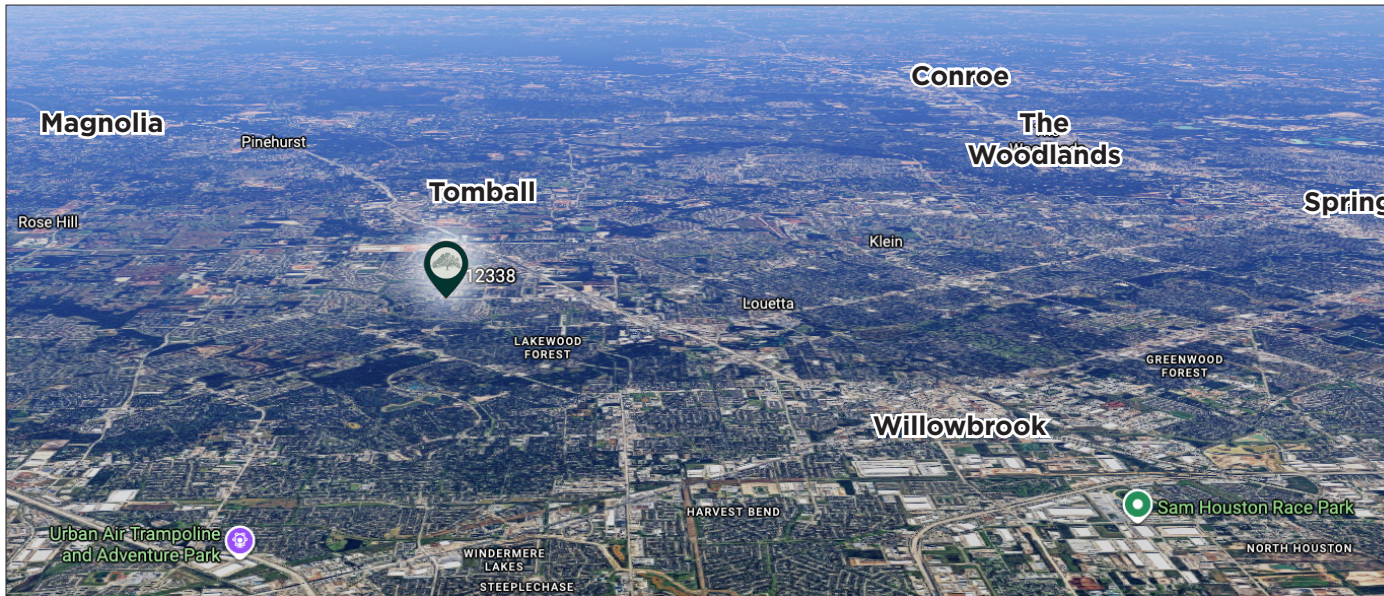 Conroe
Magnolia
The
Woodlands
Pinehurst
Tomball
Spring
Rose Hill
Klein
12338
Louetta
LAKEWOOD
FOREST
GREENWOOD
FOREST
Willowbrook
HARVEST BEND
Sam Houston Race Park
Urban Air Trampoline
and Adventure Park
NORTH HOUSTON
WINDERMERE
LAKES
STEEPLECHASE